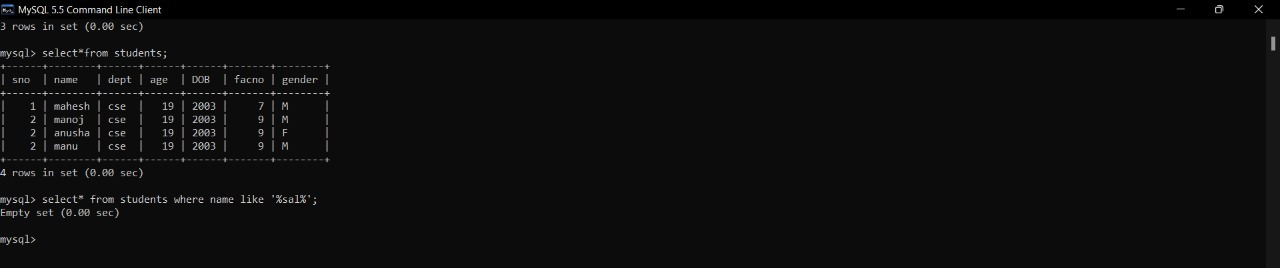 MySQL 5.5 Command Line Client
3 rows in set (0.00 sec)
mysql> select*from students;
+------+--------+------+------+------+-------+--------+
| sno | name | dept | age | DOB | facno | gender |
+------+--------+------+------+------+-------+--------+
| 1 | mahesh | cse | 19 | 2003 | 7 | M |
| 2 | manoj | cse | 19 | 2003 | 9 | M |
| 2 | anusha | cse | 19 | 2003 | 9 | F |
| 2 | manu | cse | 19 | 2003 | 9 | M |
+------+--------+------+------+------+-------+--------+
4 rows in set (0.00 sec)
mysql> select* from students where name like '%sal%';
Empty set (0.00 sec)
mysql>